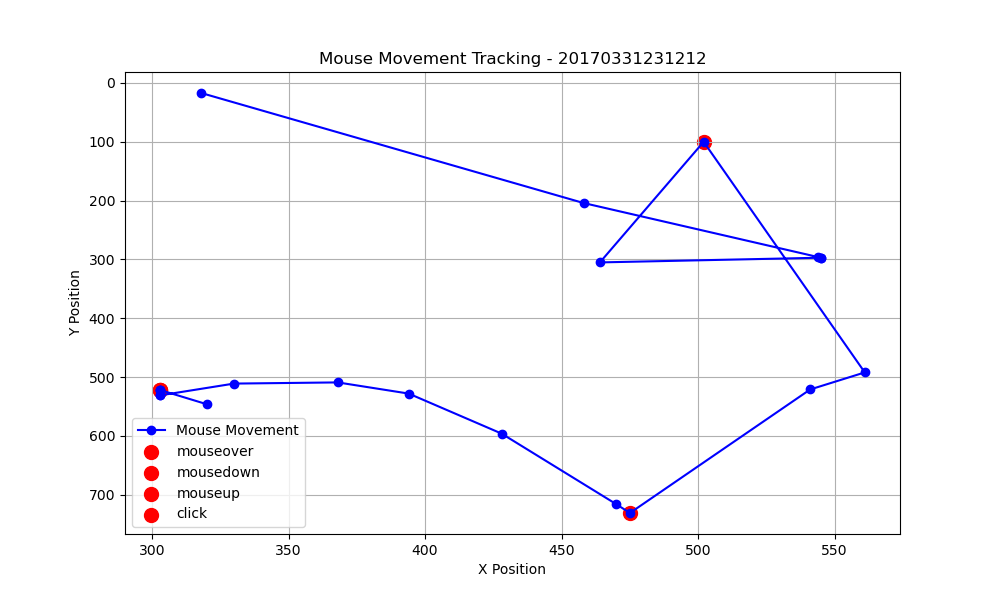 Mouse Movement Tracking - 20170331231212
0
100
200
300
400
500
600
700
Y Position
Mouse Movement
mouseover
mousedown
mouseup
click
300
350
400
450
500
550
X Position